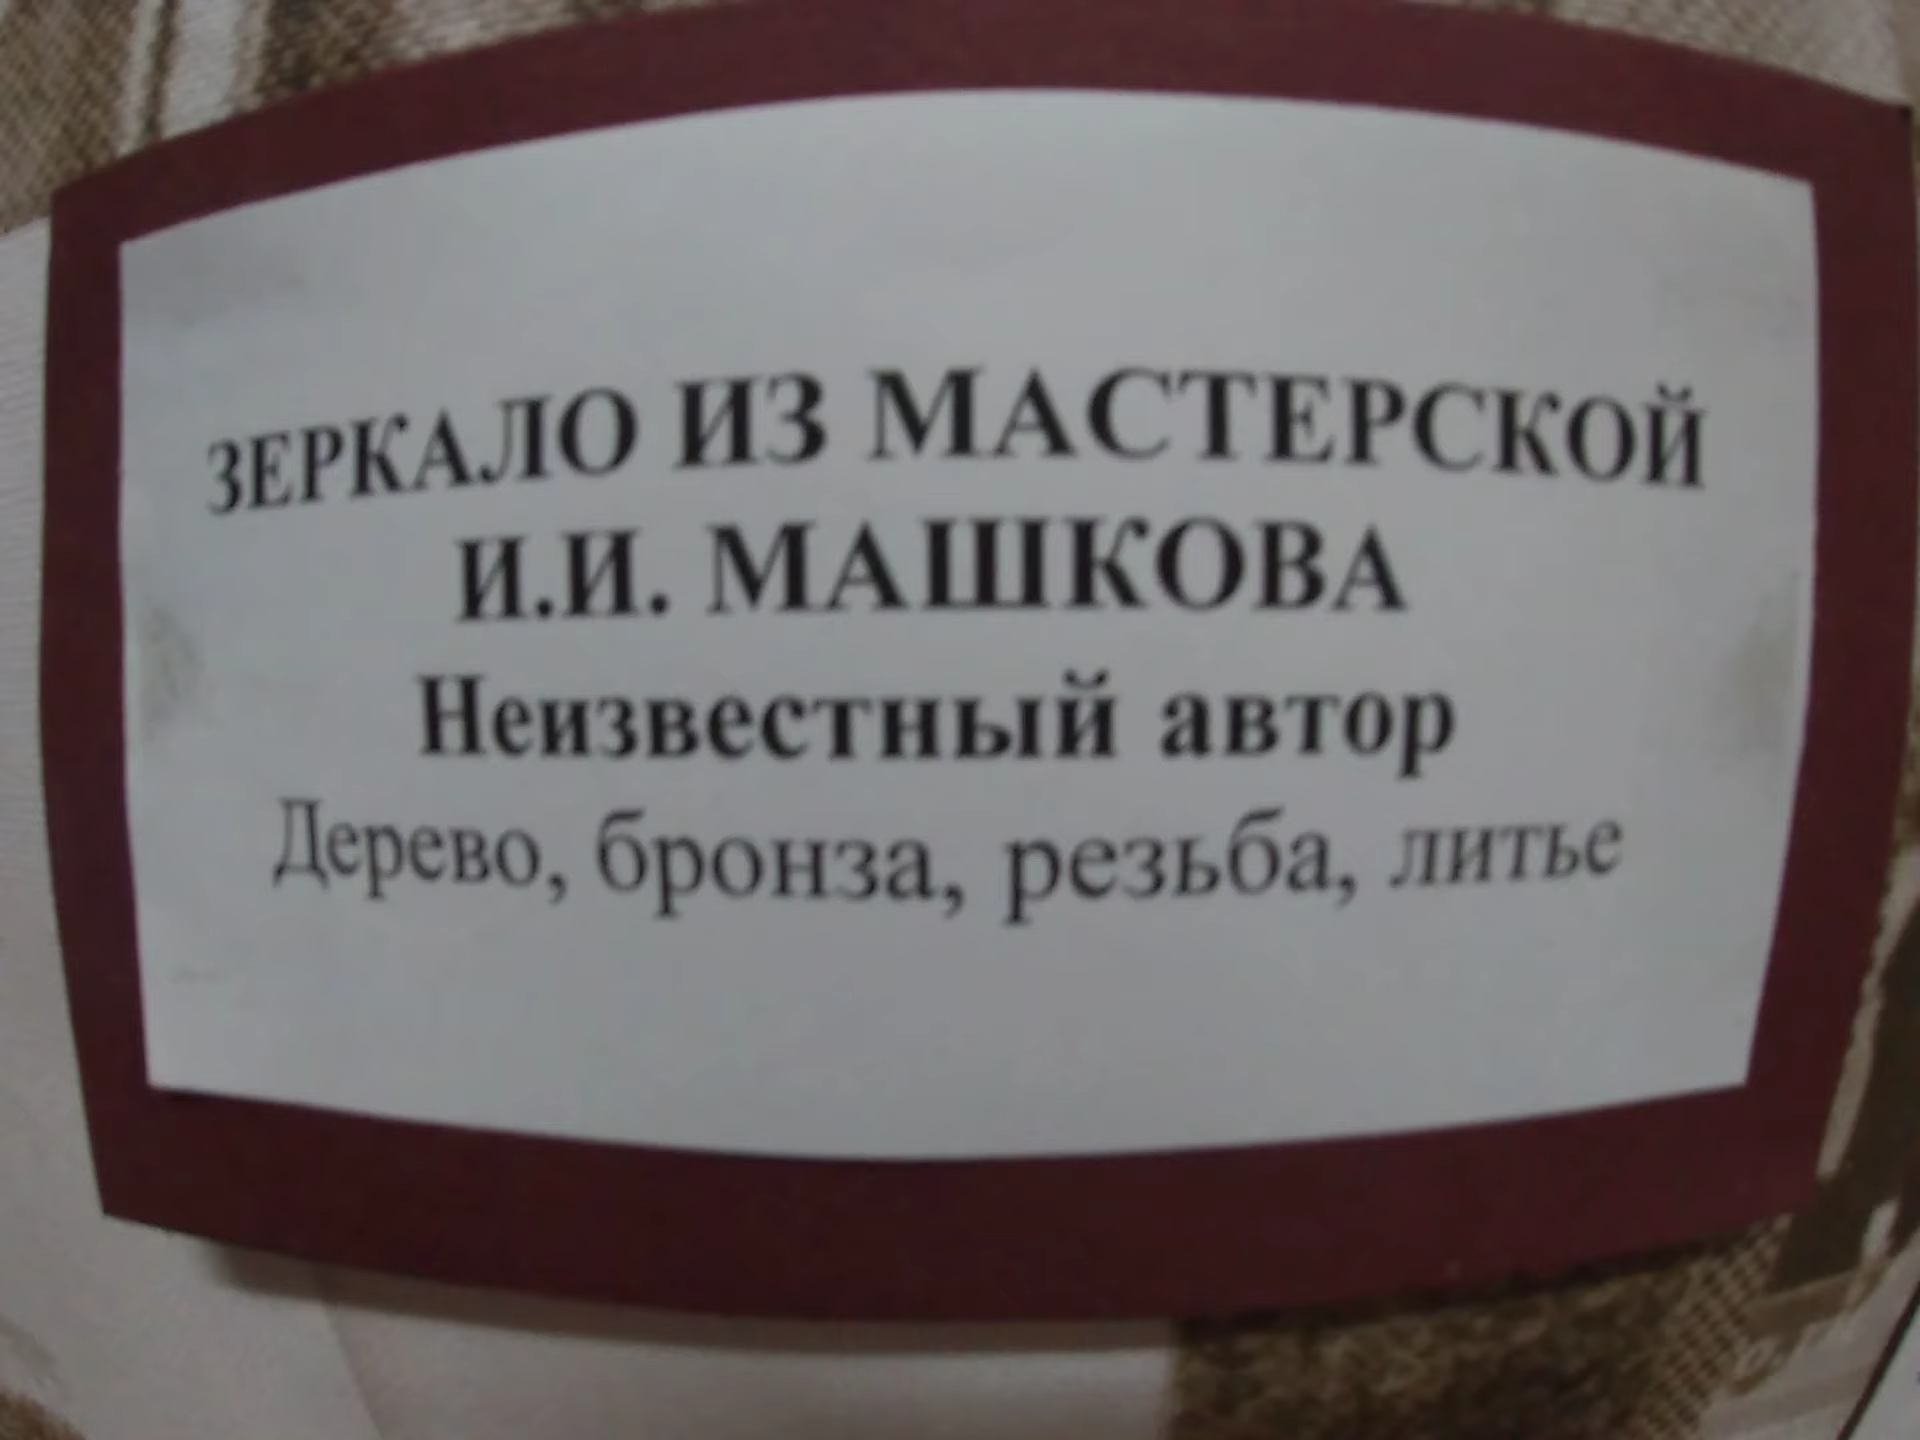 ЗЕРКАЛО ИЗ МАСТЕРСКОЙ
И.И. МАШКОВА
Неизвестный автор
Дерево, бронза, резьба, литье